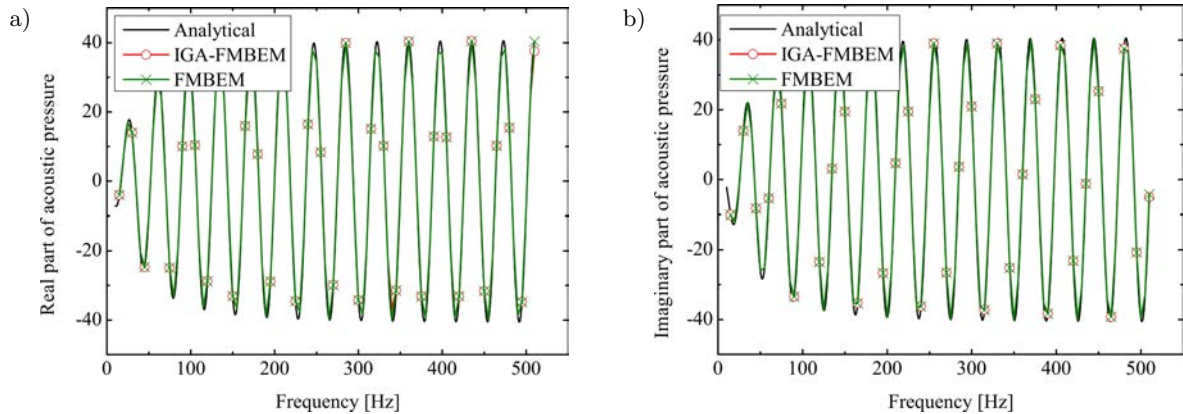 a)
Real part of acoustic pressure
40
20
0
-20
-40
Analytical
IGA-FMBEM
FMBEM
0 100 200 300 400 500
Frequency [Hz]
b)
Imaginary part of acoustic pressure
40
20
0
-20
-40
Analytical
IGA-FMBEM
FMBEM
0 100 200 300 400 500
Frequency [Hz]